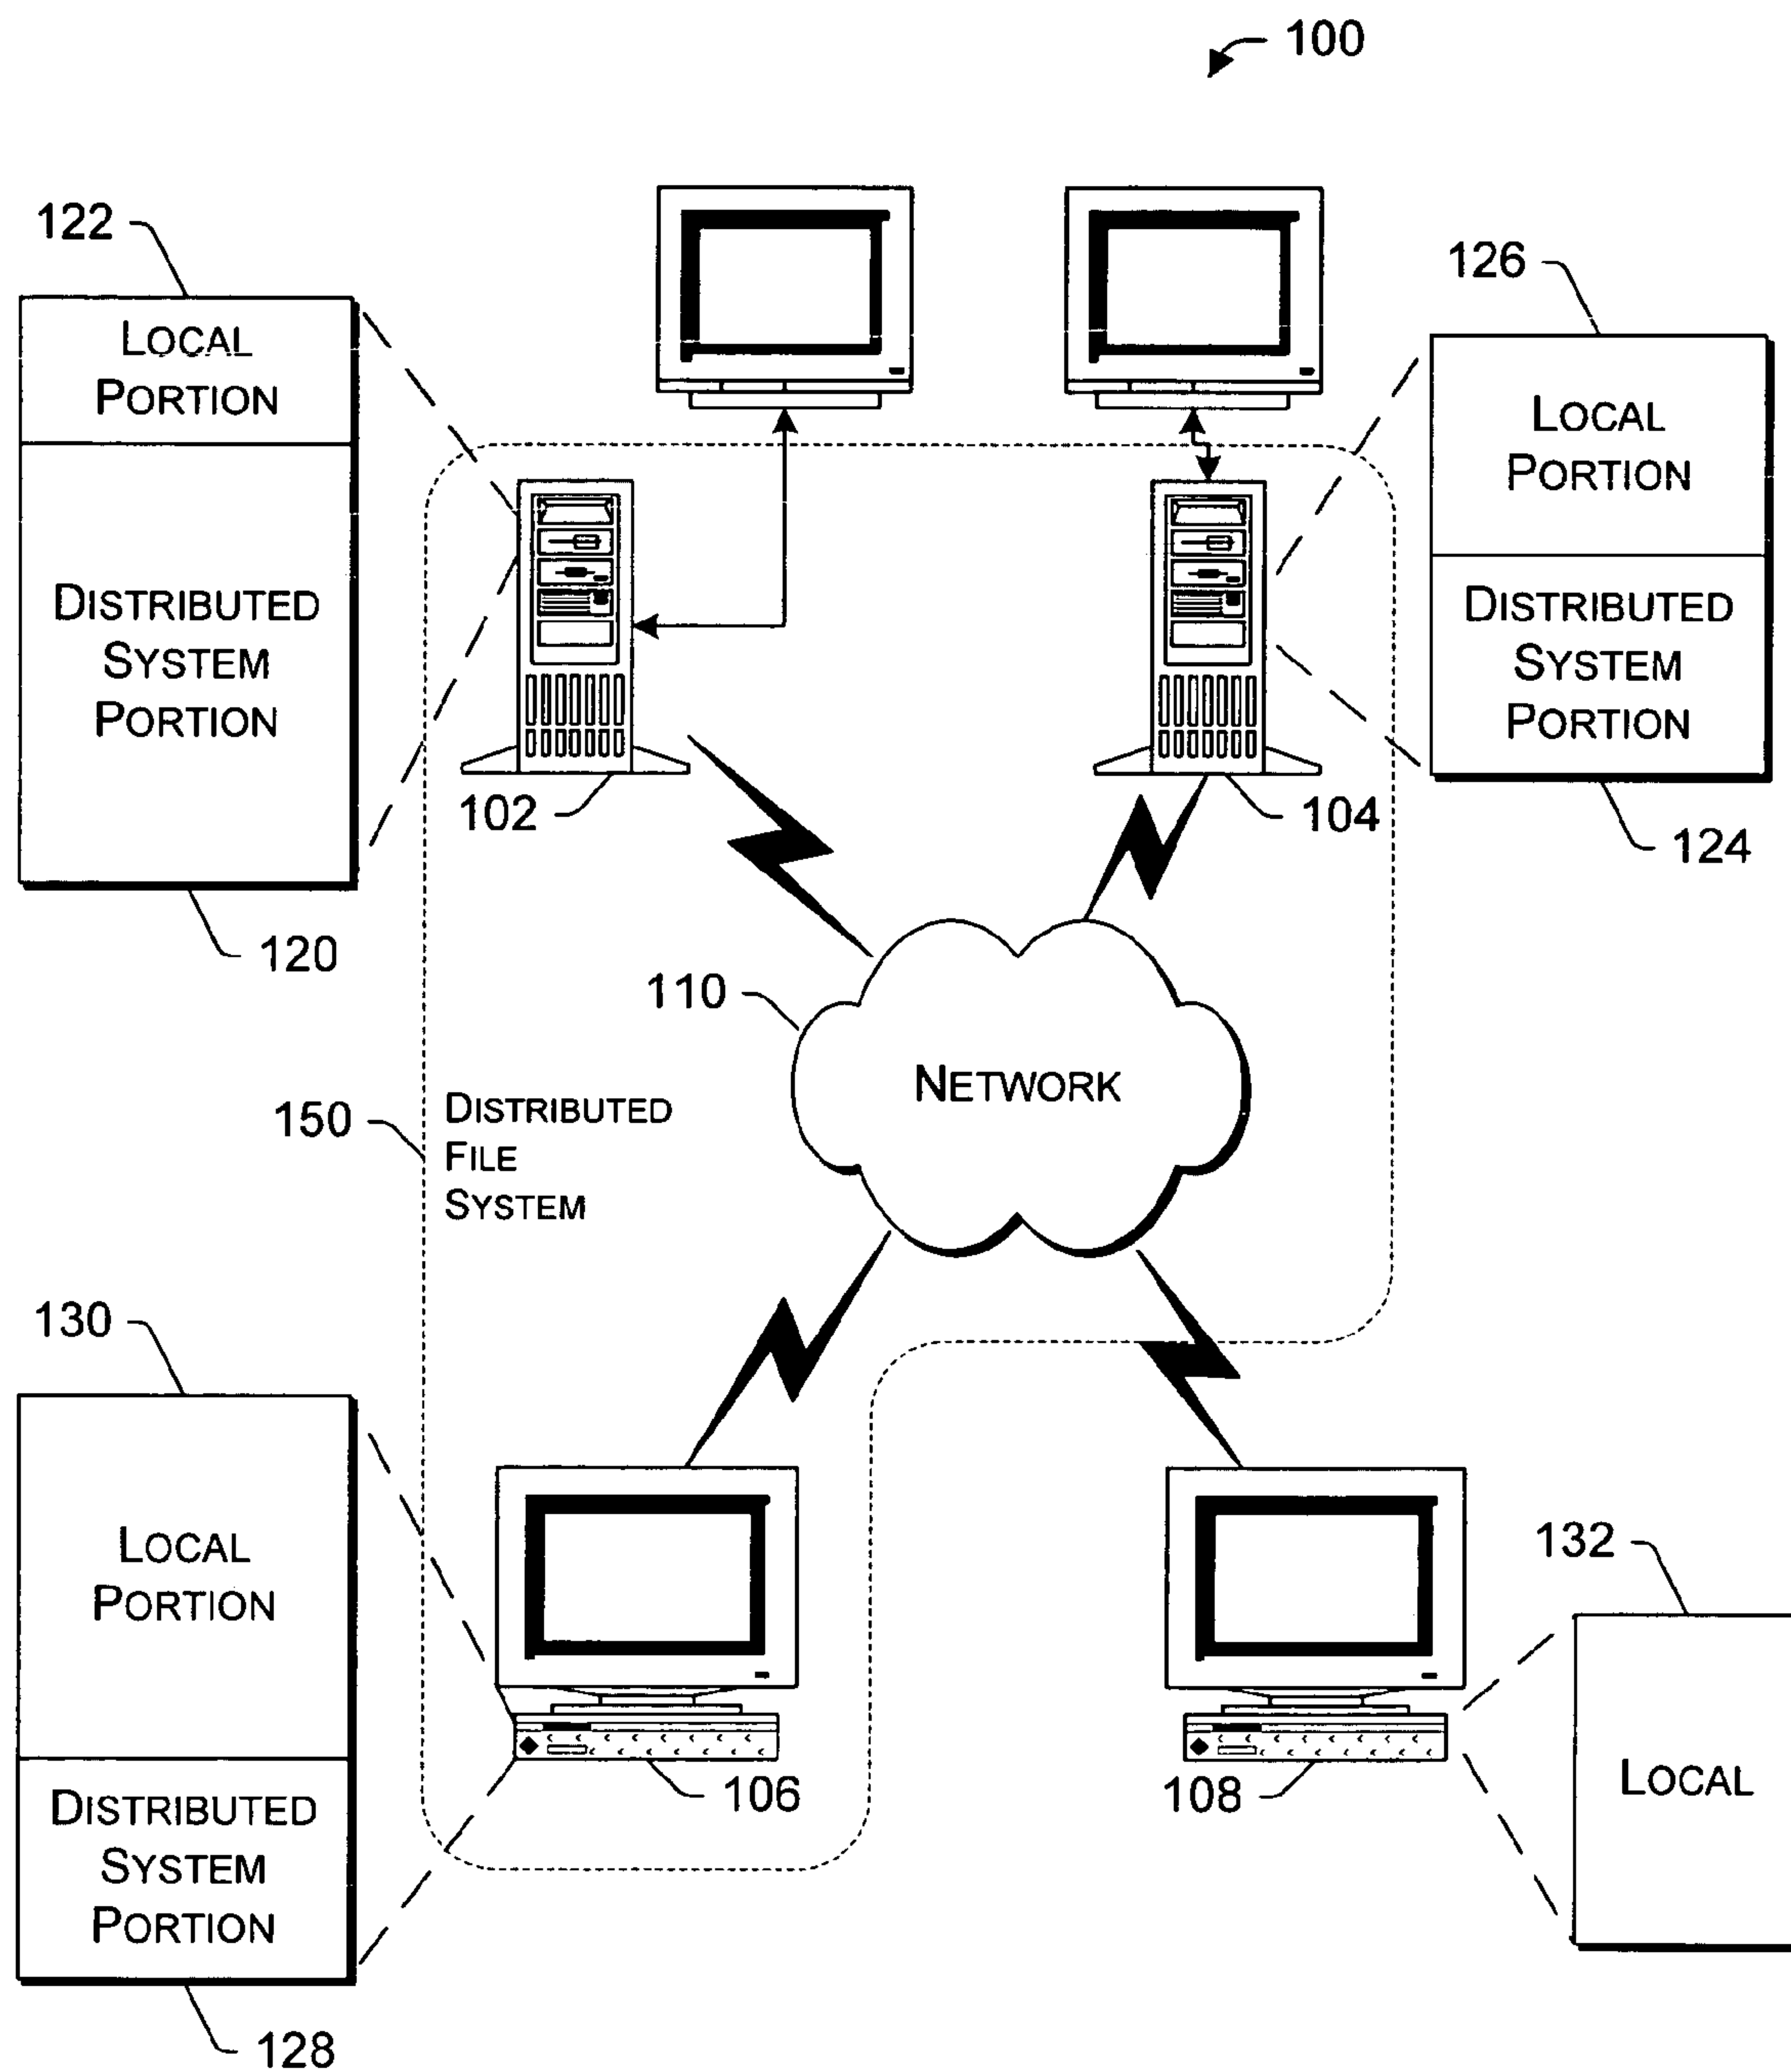 100
122
LOCAL
PORTION
DISTRIBUTED
SYSTEM
PORTION
120
126
LOCAL
PORTION
DISTRIBUTED
SYSTEM
PORTION
124
102
104
110
NETWORK
150
DISTRIBUTED
FILE
SYSTEM
130
LOCAL
PORTION
DISTRIBUTED
SYSTEM
PORTION
128
106
108
132
LOCAL